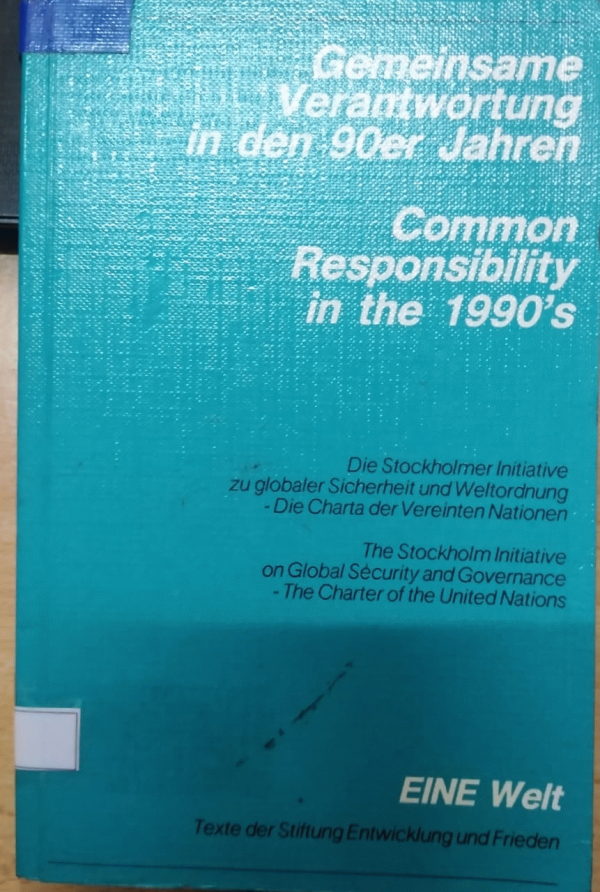 Gemeinsame
Verantwortung
in den 90er Jahren
Common
Responsibility
in the 1990's
Die Stockholmer Initiative
zu globaler Sicherheit und Weltordnung
- Die Charta der Vereinten Nationen
The Stockholm Initiative
on Global Security and Governance
- The Charter of the United Nations
EINE Welt
Texte der Stiftung Entwicklung und Frieden